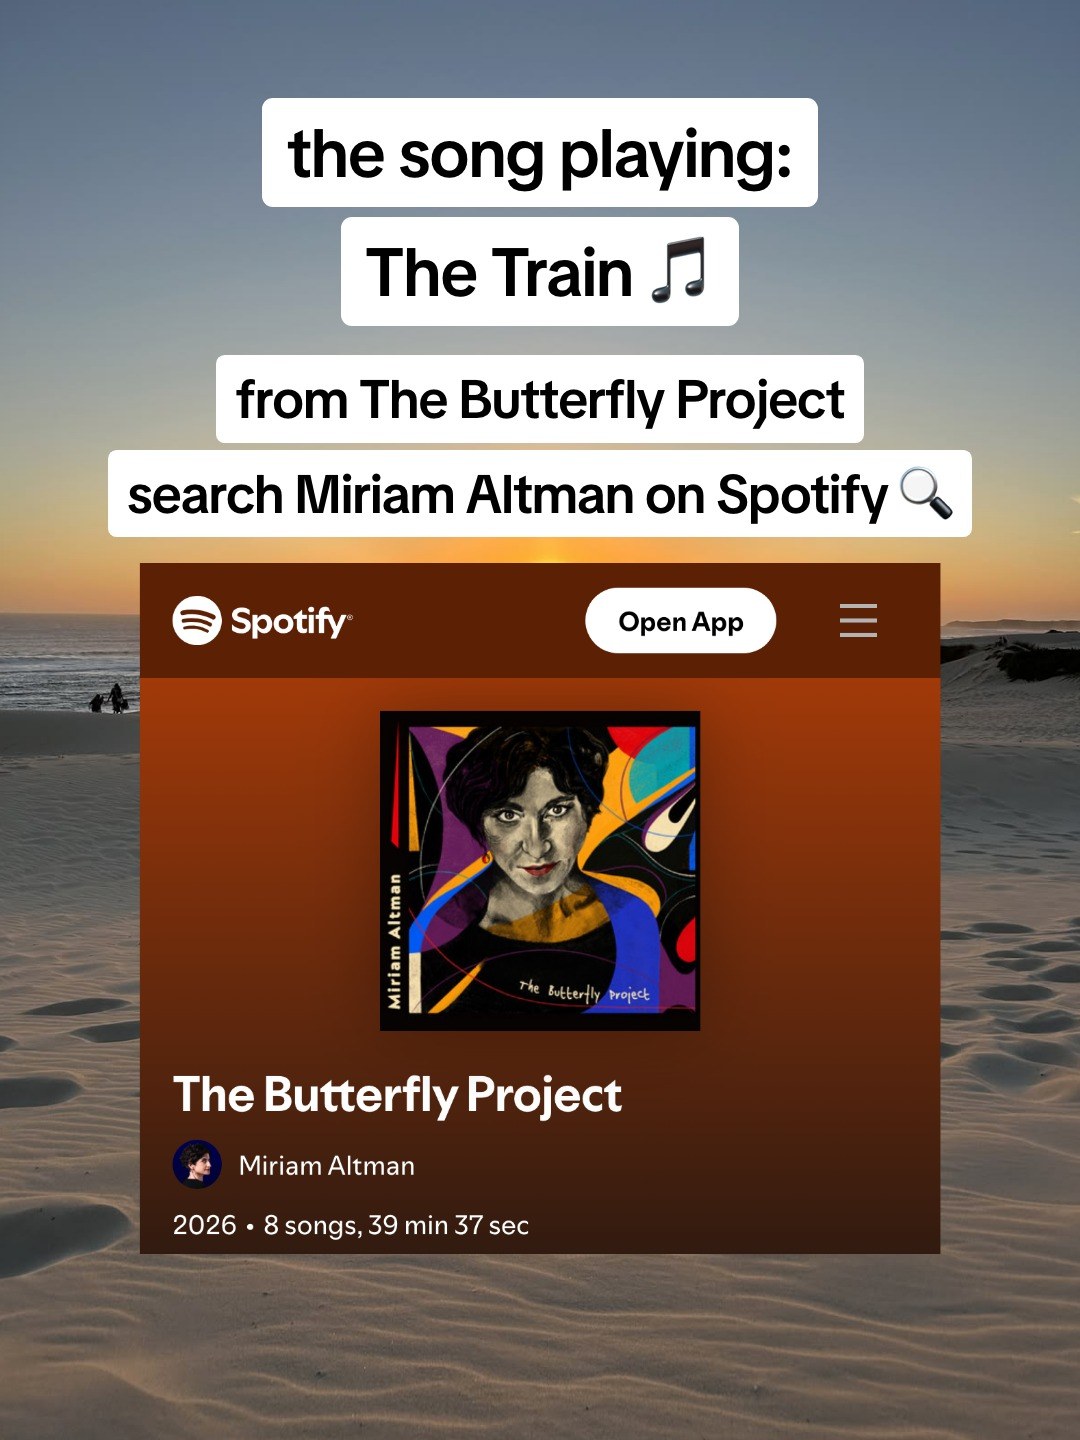 the song playing:
The Train 🎵
from The Butterfly Project
search Miriam Altman on Spotify 🔍
Spotify®
Open App
Miriam Altman
The Butterfly Project
The Butterfly Project
Miriam Altman
2026 • 8 songs, 39 min 37 sec